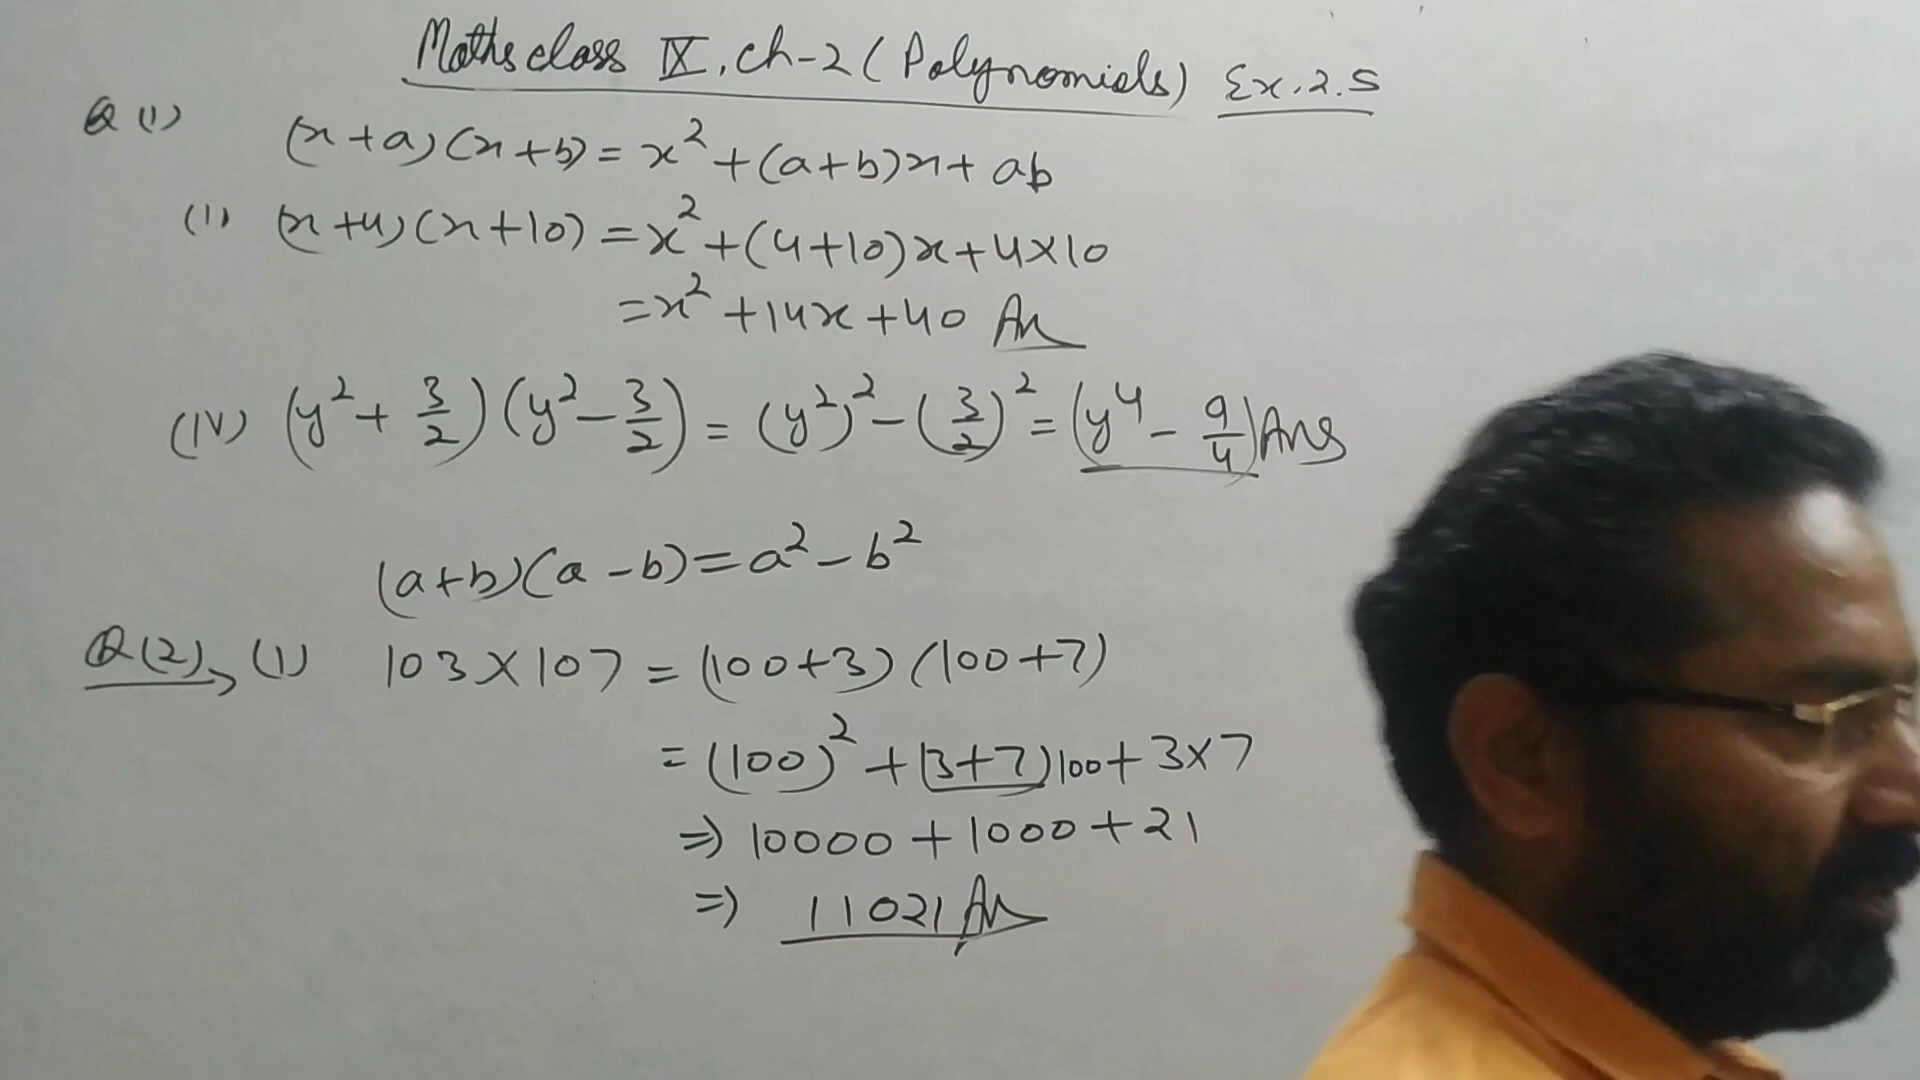 Maths class IX, Ch-2 (Polynomials) Ex. 2.5
Q (1)
(x+a)(x+b) = x² + (a+b)x + ab
(1) (x+4)(x+10) = x² + (4+10)x + 4×10
= x² + 14x + 40 An
(IV) (y² + 3/2)(y² - 3/2) = (y²)² - (3/2)² = (y⁴ - 9/4) Ans
(a+b)(a-b) = a² - b²
Q(2), (1) 103 × 107 = (100+3)(100+7)
= (100)² + (3+7)100 + 3×7
⇒ 10000 + 1000 + 21
⇒ 11021 An